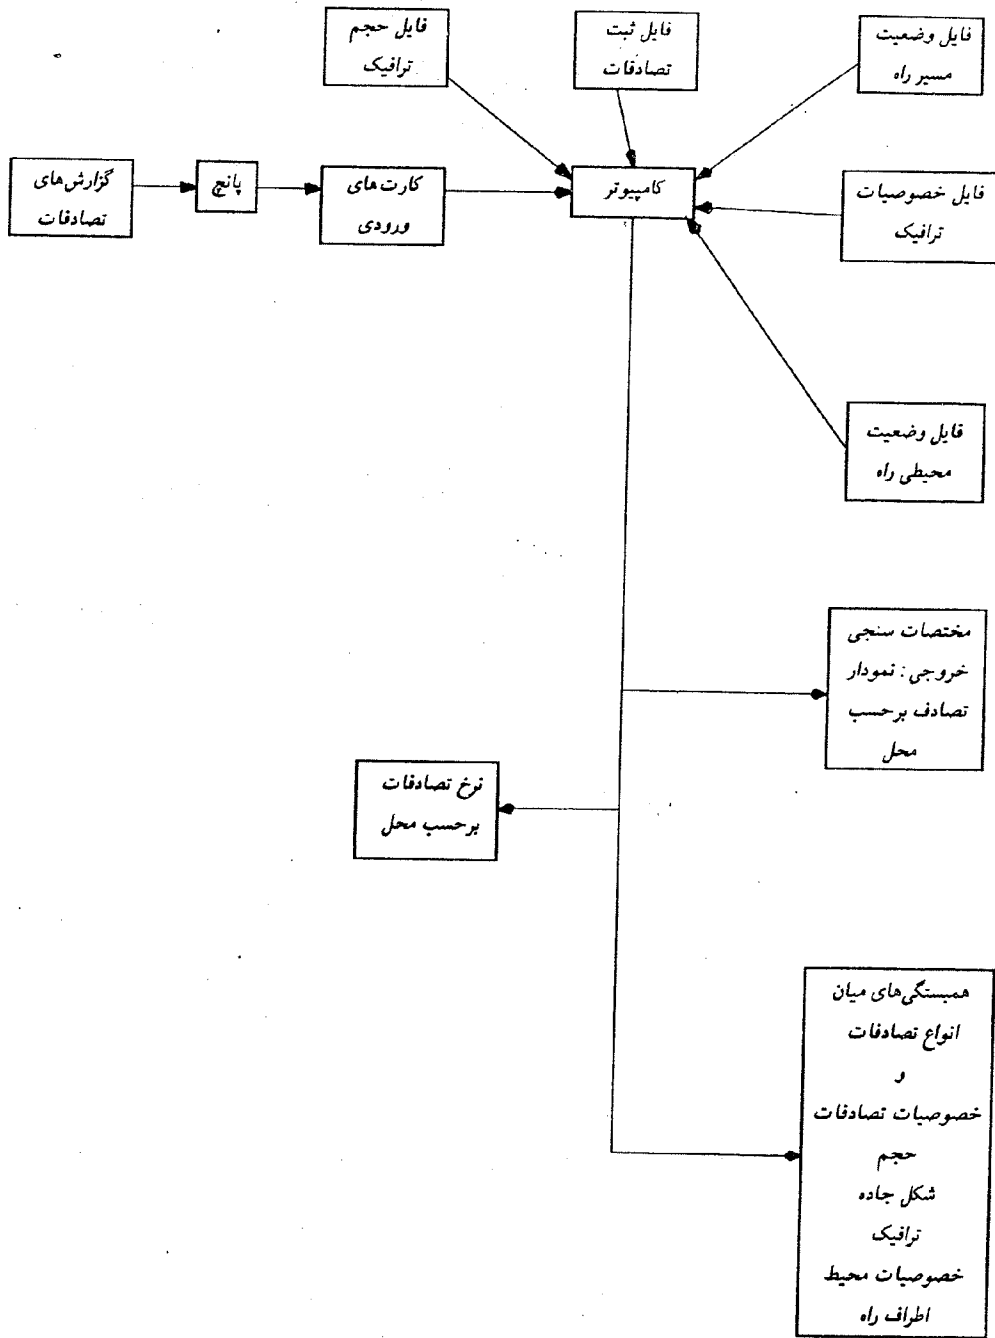 فایل وضعیت
مسیر راه
فایل ثبت
تصادفات
فایل حجم
ترافیک
فایل خصوصیات
ترافیک
کامپیوتر
کارت‌های
ورودی
پانچ
گزارش‌های
تصادفات
فایل وضعیت
محیطی راه
مختصات سنجی
خروجی : نمودار
تصادف برحسب
محل
نرخ تصادفات
برحسب محل
همبستگی‌های میان
انواع تصادفات
و
خصوصیات تصادفات
حجم
شکل جاده
ترافیک
خصوصیات محیط
اطراف راه